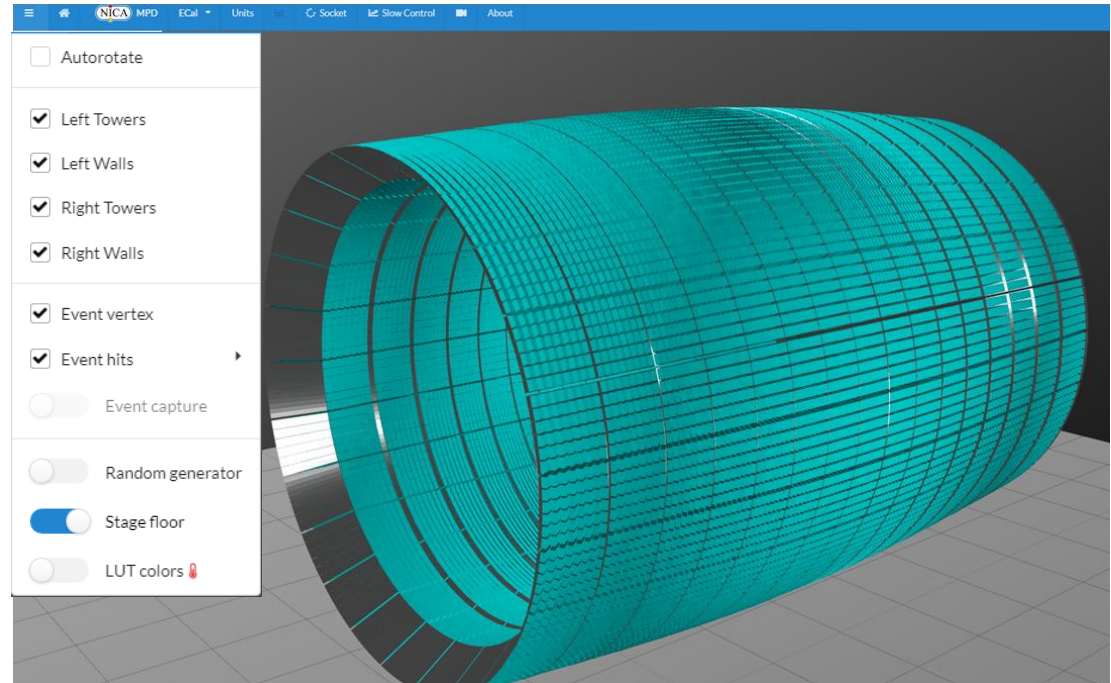 NICA MPD ECal Units Socket Slow Control About
Autorotate
Left Towers
Left Walls
Right Towers
Right Walls
Event vertex
Event hits
Event capture
Random generator
Stage floor
LUT colors